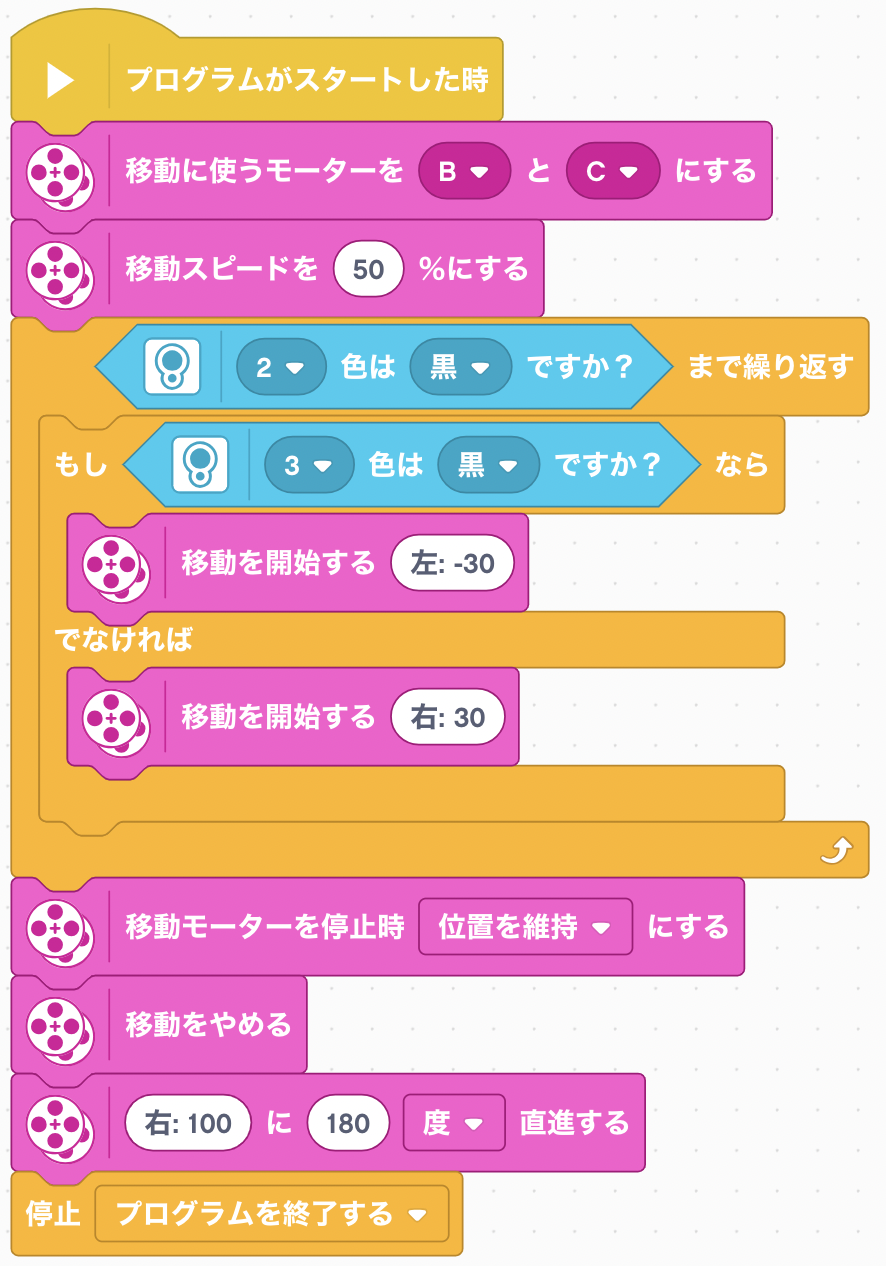 プログラムがスタートした時
移動に使うモーターを B と C にする
移動スピードを 50 %にする
2 色は 黒 ですか? まで繰り返す
もし 3 色は 黒 ですか? なら
移動を開始する 左: -30
でなければ
移動を開始する 右: 30
移動モーターを停止時 位置を維持 にする
移動をやめる
右: 100 に 180 度 直進する
停止 プログラムを終了する